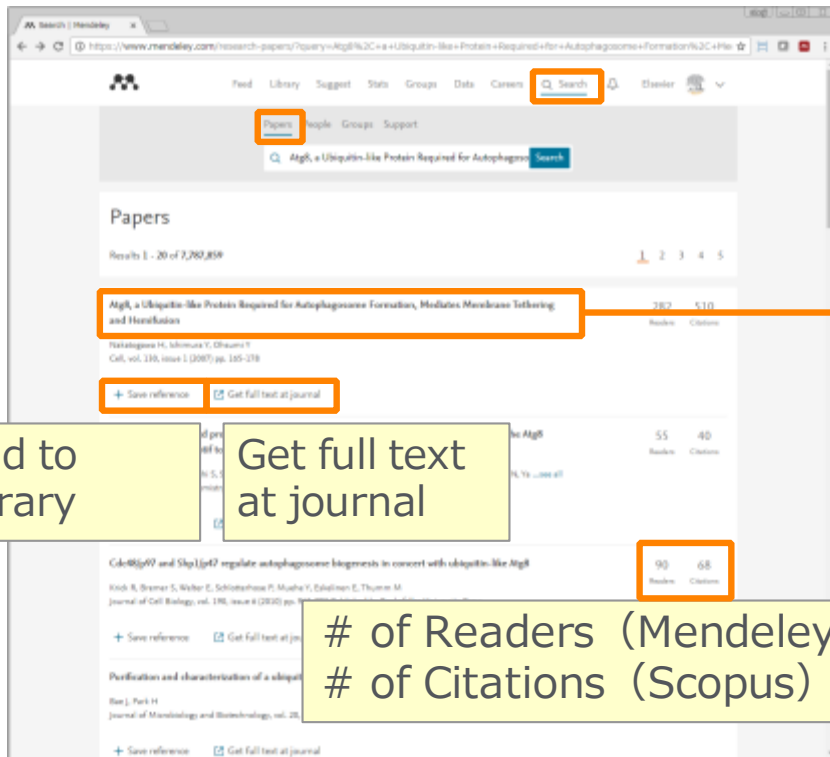 Search | Mendeley
https://www.mendeley.com/research-papers/?query=Atg8%2C+a+Ubiquitin-like+Protein+Required+for+Autophagosome+Formation%2C+Me
Feed Library Suggest Stats Groups Data Careers Search Elsevier
Papers People Groups Support
Atg8, a Ubiquitin-like Protein Required for Autophagoso Search
Papers
Results 1 - 20 of 7,787,859
1 2 3 4 5
Atg8, a Ubiquitin-like Protein Required for Autophagosome Formation, Mediates Membrane Tethering 282 510
and Hemifusion Readers Citations
Nakatogawa H, Ichimura Y, Ohsumi Y
Cell, vol. 130, issue 1 (2007) pp. 165-178
+ Save reference Get full text at journal
d to
rary
Get full text
at journal
he Atg8 55 40
Readers Citations
...see all
Cdc48/p97 and Shp1/p47 regulate autophagosome biogenesis in concert with ubiquitin-like Atg8 90 68
Readers Citations
Krick R, Bremer S, Welter E, Schlotterhose P, Muehe Y, Eskelinen E, Thumm M
Journal of Cell Biology, vol. 190, issue 6 (2010) pp.
+ Save reference Get full text at jou
# of Readers（Mendeley
# of Citations（Scopus）
Purification and characterization of a ubiquit
Bae J, Park H
Journal of Microbiology and Biotechnology, vol. 20,
+ Save reference Get full text at journal